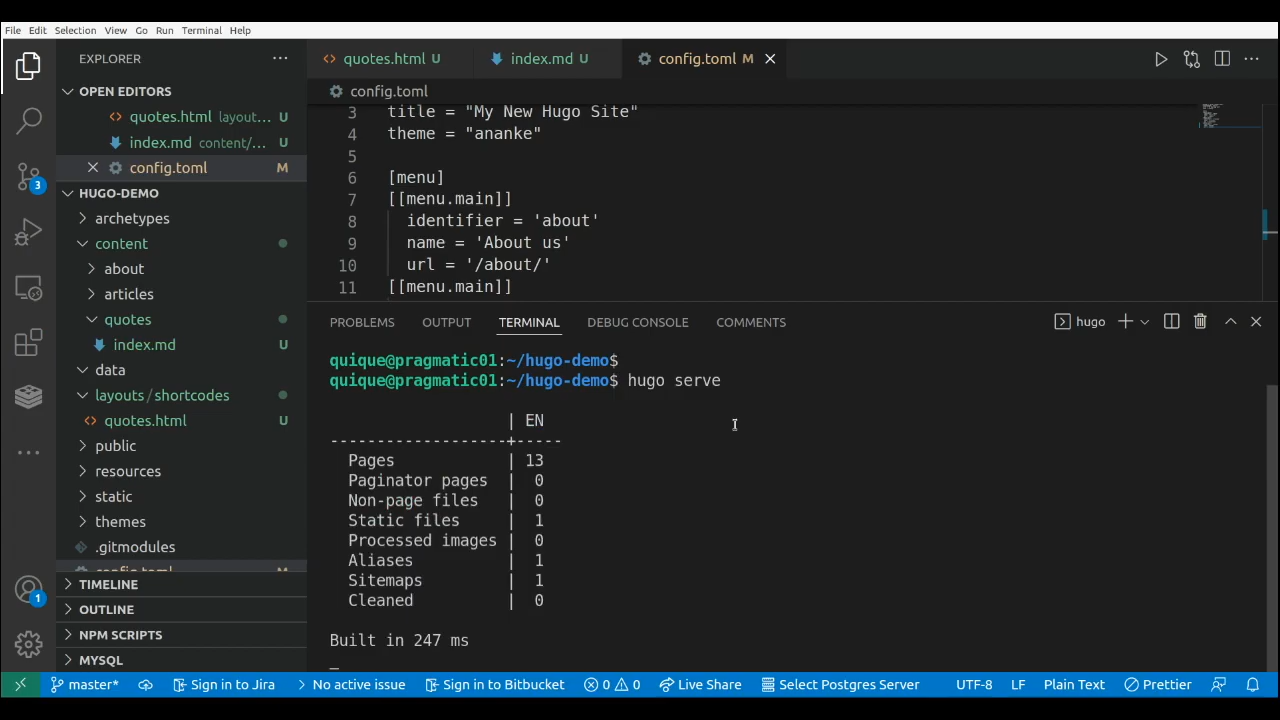 File Edit Selection View Go Run Terminal Help
EXPLORER
OPEN EDITORS
quotes.html layout... U
index.md content/... U
config.toml M
HUGO-DEMO
archetypes
content
about
articles
quotes
index.md U
data
layouts/shortcodes
quotes.html U
public
resources
static
themes
.gitmodules
config.toml M
TIMELINE
OUTLINE
NPM SCRIPTS
MYSQL
3
1
quotes.html U
index.md U
config.toml M
config.toml
3 title = "My New Hugo Site"
4 theme = "ananke"
5
6 [menu]
7 [[menu.main]]
8 identifier = 'about'
9 name = 'About us'
10 url = '/about/'
11 [[menu.main]]
PROBLEMS OUTPUT TERMINAL DEBUG CONSOLE COMMENTS
hugo
quique@pragmatic01:~/hugo-demo$
quique@pragmatic01:~/hugo-demo$ hugo serve
| EN
-------------------+-----
Pages | 13
Paginator pages | 0
Non-page files | 0
Static files | 1
Processed images | 0
Aliases | 1
Sitemaps | 1
Cleaned | 0
Built in 247 ms
master* Sign in to Jira No active issue Sign in to Bitbucket 0 0 Live Share Select Postgres Server UTF-8 LF Plain Text Prettier